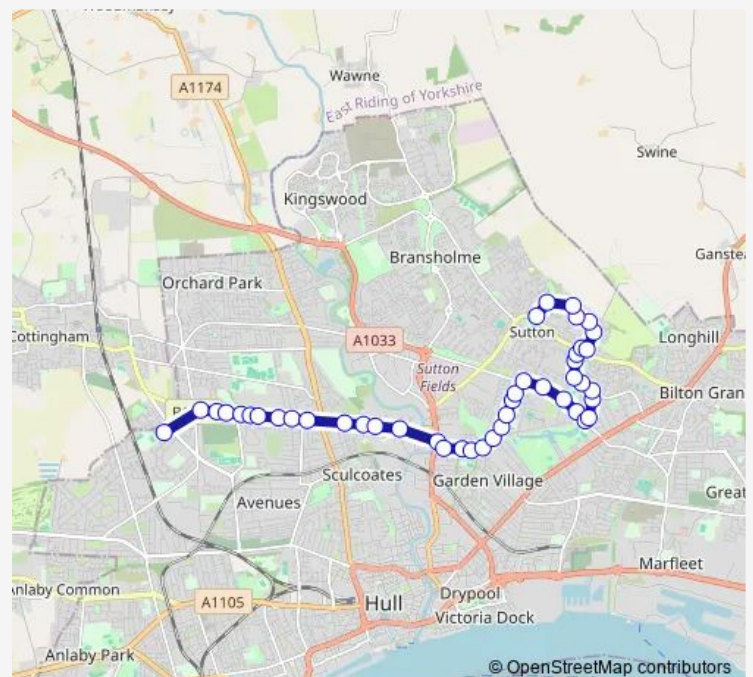 A1174
Wawne
East Riding of Yorkshire
Swine
Kingswood
Bransholme
Orchard Park
Cottingham
A1033
Sutton
Longhill
Sutton
Fields
Bilton Gran
Sculcoates
Garden Village
Avenues
Great
Marfleet
Anlaby Common
A1105
Hull
Drypool
Victoria Dock
Anlaby Park
© OpenStreetMap contributors